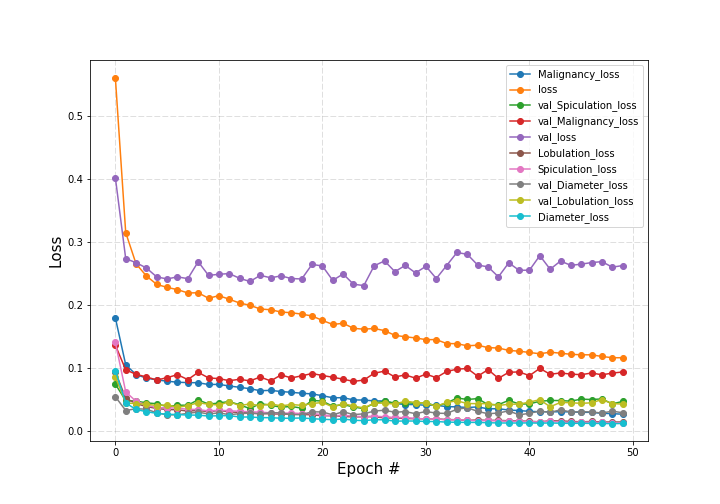 Malignancy_loss
loss
val_Spiculation_loss
val_Malignancy_loss
val_loss
Lobulation_loss
Spiculation_loss
val_Diameter_loss
val_Lobulation_loss
Diameter_loss
0.5
0.4
0.3
0.2
0.1
0.0
Loss
0 10 20 30 40 50
Epoch #